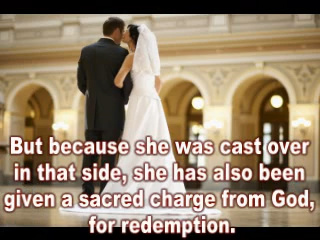 But because she was cast over
in that side, she has also been
given a sacred charge from God,
for redemption.